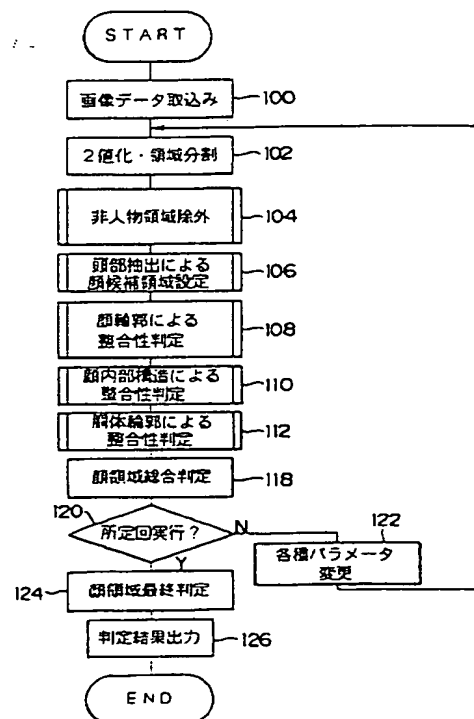 START
画像データ取込み
100
2値化・領域分割
102
非人物領域除外
104
頭部抽出による
顔候補領域設定
106
顔輪郭による
整合性判定
108
顔内部構造による
整合性判定
110
胴体輪郭による
整合性判定
112
顔領域総合判定
118
120
所定回実行?
N
122
各種パラメータ
変更
Y
124
顔領域最終判定
判定結果出力
126
END